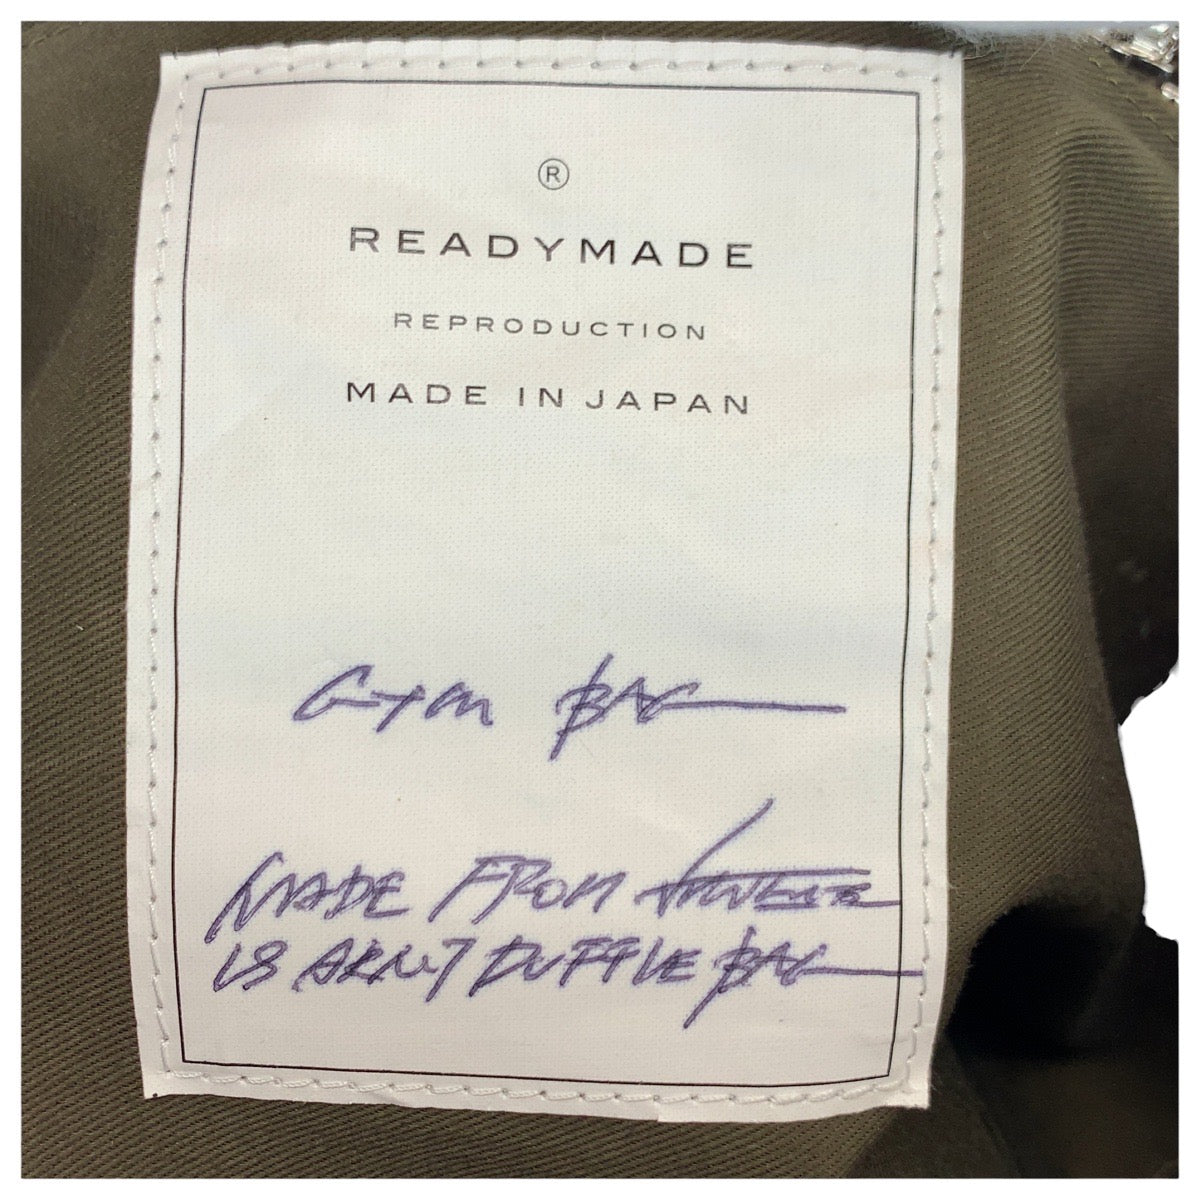 ®
READYMADE
REPRODUCTION
MADE IN JAPAN
GYM BAG
MADE FROM VINTAGE
US ARMY DUFFLE BAG